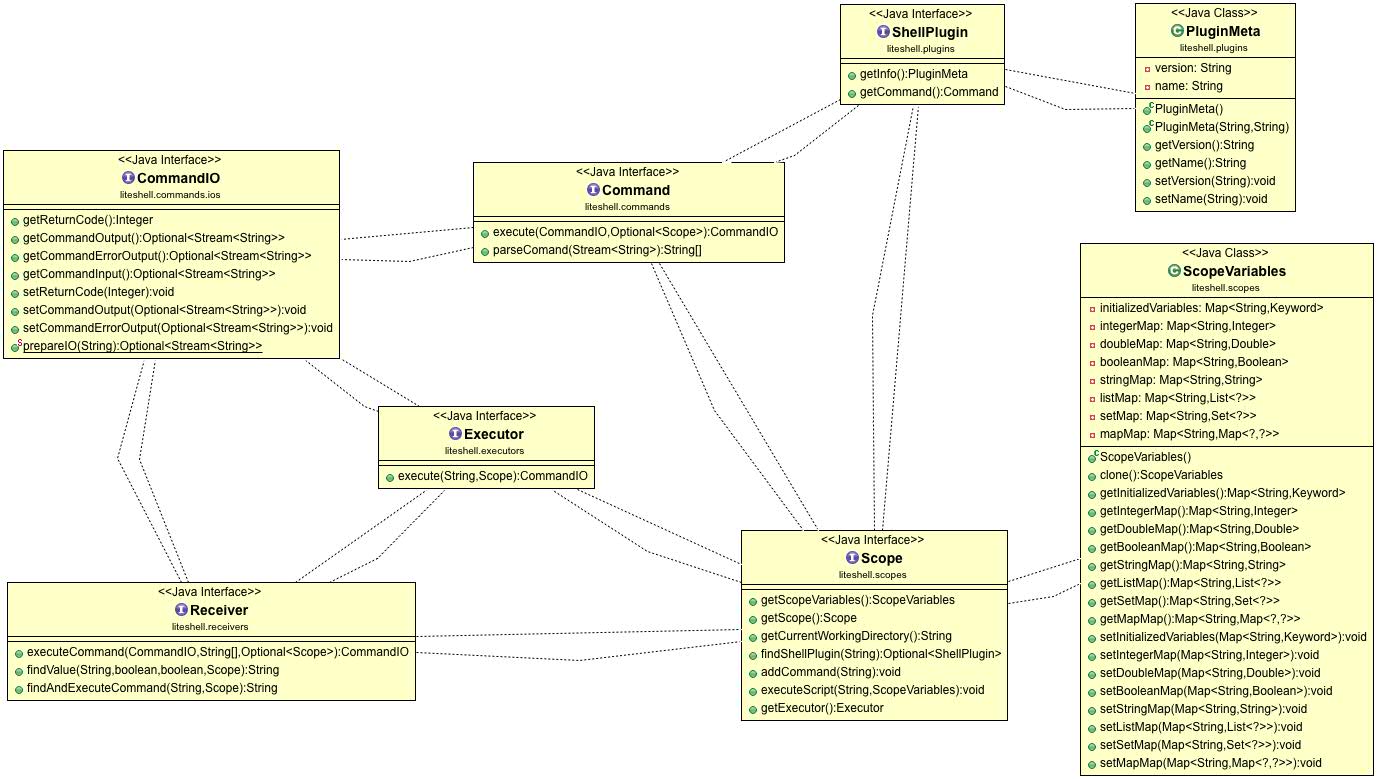 <<Java Interface>>
ShellPlugin
liteshell.plugins
getInfo():PluginMeta
getCommand():Command
<<Java Class>>
PluginMeta
liteshell.plugins
version: String
name: String
PluginMeta()
PluginMeta(String,String)
getVersion():String
getName():String
setVersion(String):void
setName(String):void
<<Java Interface>>
CommandIO
liteshell.commands.ios
getReturnCode():Integer
getCommandOutput():Optional<Stream<String>>
getCommandErrorOutput():Optional<Stream<String>>
getCommandInput():Optional<Stream<String>>
setReturnCode(Integer):void
setCommandOutput(Optional<Stream<String>>):void
setCommandErrorOutput(Optional<Stream<String>>):void
prepareIO(String):Optional<Stream<String>>
<<Java Interface>>
Command
liteshell.commands
execute(CommandIO,Optional<Scope>):CommandIO
parseComand(Stream<String>):String[]
<<Java Class>>
ScopeVariables
liteshell.scopes
initializedVariables: Map<String,Keyword>
integerMap: Map<String,Integer>
doubleMap: Map<String,Double>
booleanMap: Map<String,Boolean>
stringMap: Map<String,String>
listMap: Map<String,List<?>>
setMap: Map<String,Set<?>>
mapMap: Map<String,Map<?,?>>
ScopeVariables()
clone():ScopeVariables
getInitializedVariables():Map<String,Keyword>
getIntegerMap():Map<String,Integer>
getDoubleMap():Map<String,Double>
getBooleanMap():Map<String,Boolean>
getStringMap():Map<String,String>
getListMap():Map<String,List<?>>
getSetMap():Map<String,Set<?>>
getMapMap():Map<String,Map<?,?>>
setInitializedVariables(Map<String,Keyword>):void
setIntegerMap(Map<String,Integer>):void
setDoubleMap(Map<String,Double>):void
setBooleanMap(Map<String,Boolean>):void
setStringMap(Map<String,String>):void
setListMap(Map<String,List<?>>):void
setSetMap(Map<String,Set<?>>):void
setMapMap(Map<String,Map<?,?>>):void
<<Java Interface>>
Executor
liteshell.executors
execute(String,Scope):CommandIO
<<Java Interface>>
Scope
liteshell.scopes
getScopeVariables():ScopeVariables
getScope():Scope
getCurrentWorkingDirectory():String
findShellPlugin(String):Optional<ShellPlugin>
addCommand(String):void
executeScript(String,ScopeVariables):void
getExecutor():Executor
<<Java Interface>>
Receiver
liteshell.receivers
executeCommand(CommandIO,String[],Optional<Scope>):CommandIO
findValue(String,boolean,boolean,Scope):String
findAndExecuteCommand(String,Scope):String